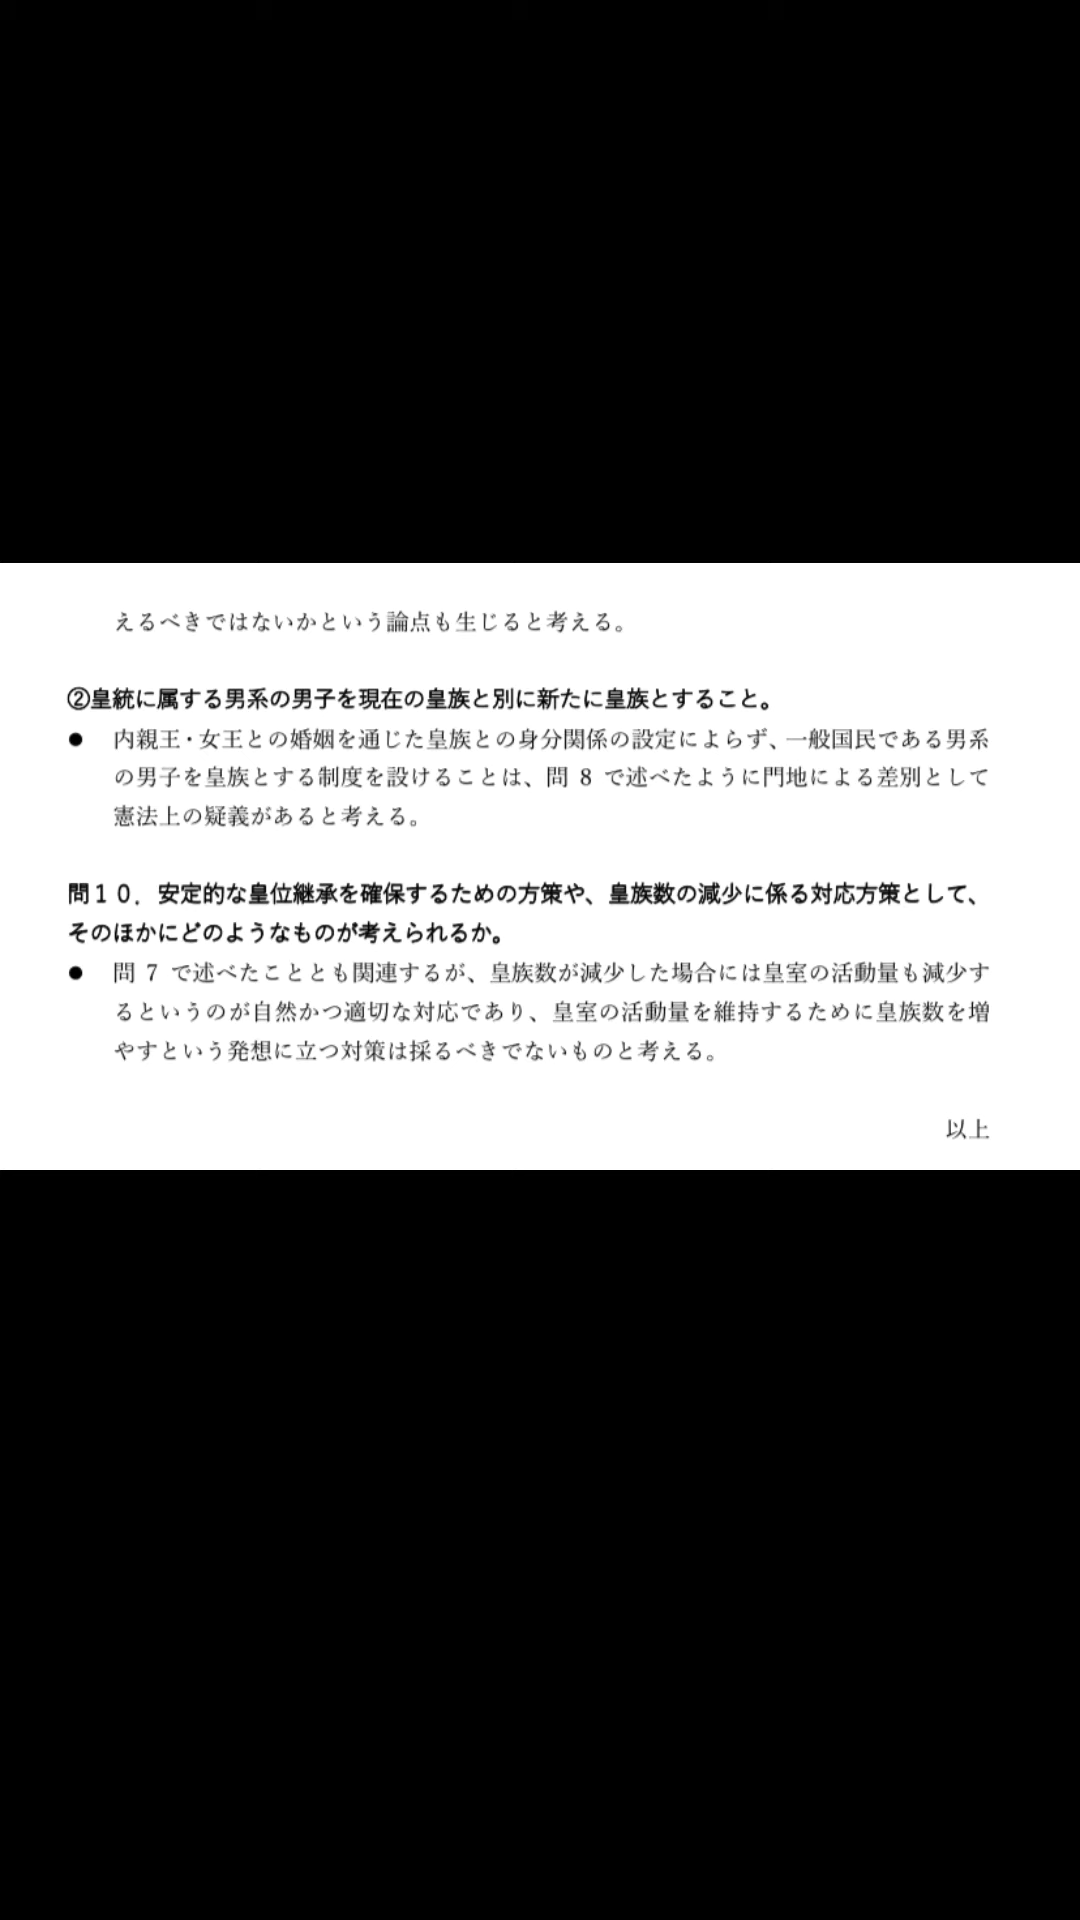 えるべきではないかという論点も生じると考える。
②皇統に属する男系の男子を現在の皇族と別に新たに皇族とすること。
● 内親王・女王との婚姻を通じた皇族との身分関係の設定によらず、一般国民である男系
の男子を皇族とする制度を設けることは、問 8 で述べたように門地による差別として
憲法上の疑義があると考える。
問１０．安定的な皇位継承を確保するための方策や、皇族数の減少に係る対応方策として、
そのほかにどのようなものが考えられるか。
● 問 7 で述べたこととも関連するが、皇族数が減少した場合には皇室の活動量も減少す
るというのが自然かつ適切な対応であり、皇室の活動量を維持するために皇族数を増
やすという発想に立つ対策は採るべきでないものと考える。
以上